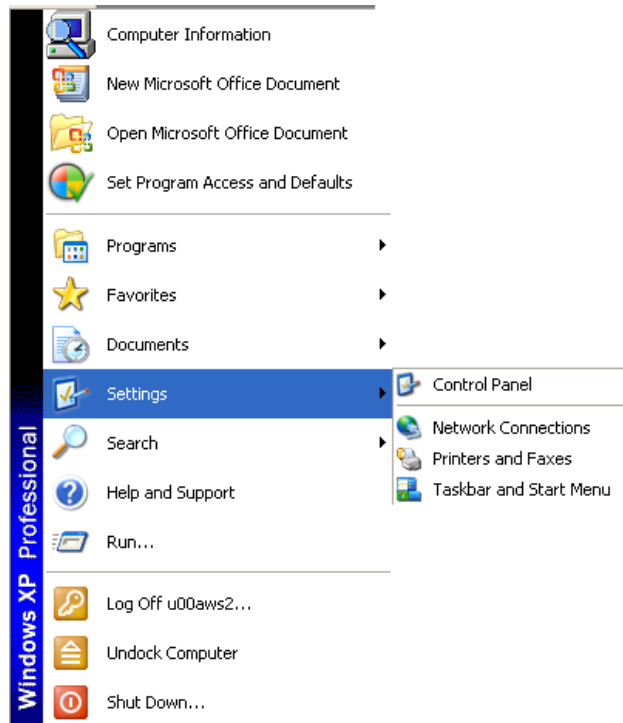 Computer Information
New Microsoft Office Document
Open Microsoft Office Document
Set Program Access and Defaults
Programs
Favorites
Documents
Settings
Control Panel
Search
Network Connections
Printers and Faxes
Help and Support
Taskbar and Start Menu
Run...
Log Off u00aws2...
Undock Computer
Shut Down...
Windows XP Professional